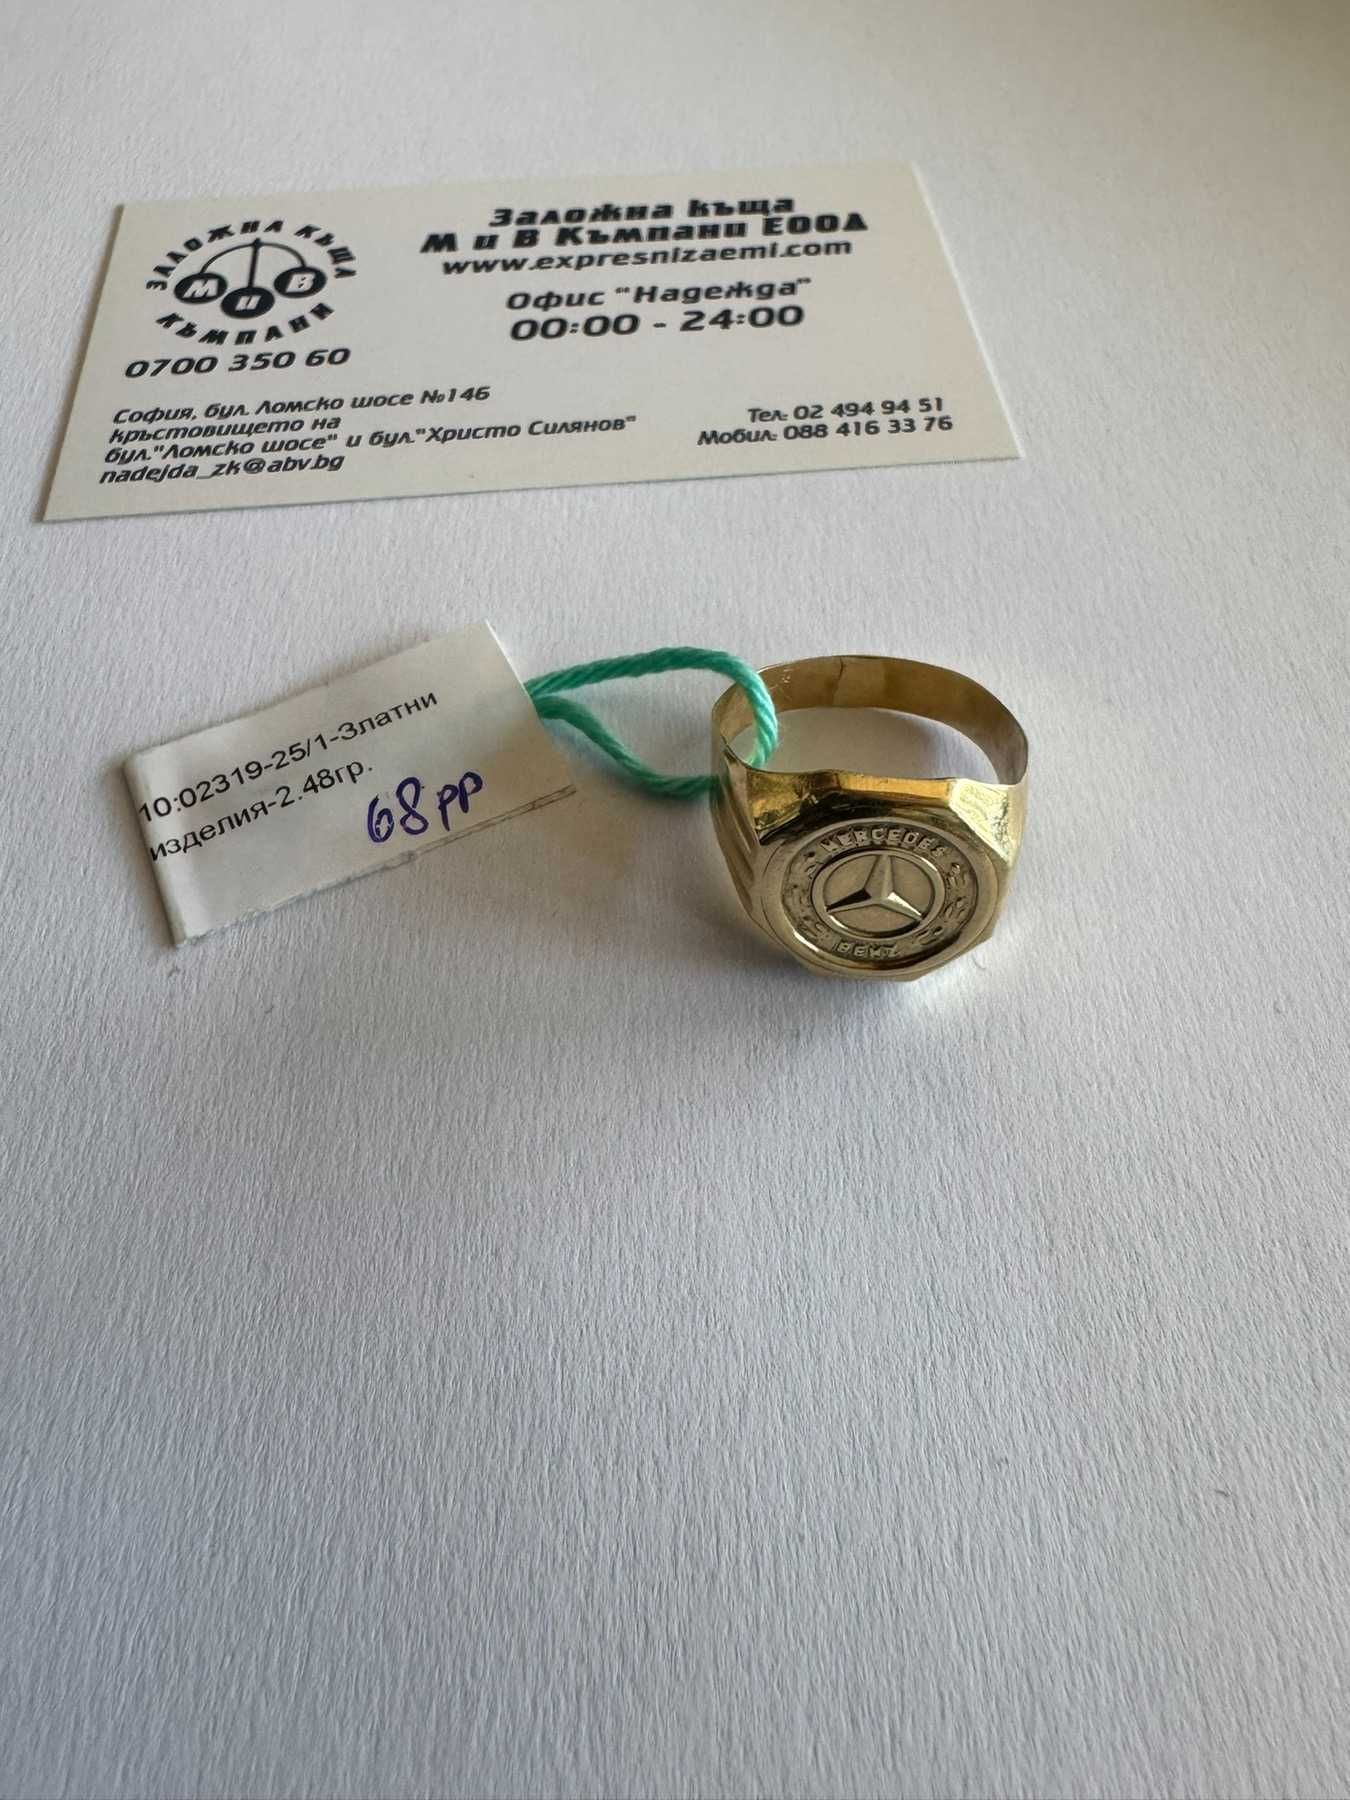 ЗАЛОЖНА КЪЩА
М и В
КЪМПАНИ
0700 350 60
Заложна къща
М и В Къмпани ЕООД
www.expresnizaemi.com
Офис "Надежда"
00:00 - 24:00
София, бул. Ломско шосе №146
кръстовището на
бул."Ломско шосе" и бул."Христо Силянов"
nadejda_zk@abv.bg
Тел: 02 494 94 51
Мобил: 088 416 33 76
10:02319-25/1-Златни
изделия-2.48гр.
68рр
MERCEDES
BENZ